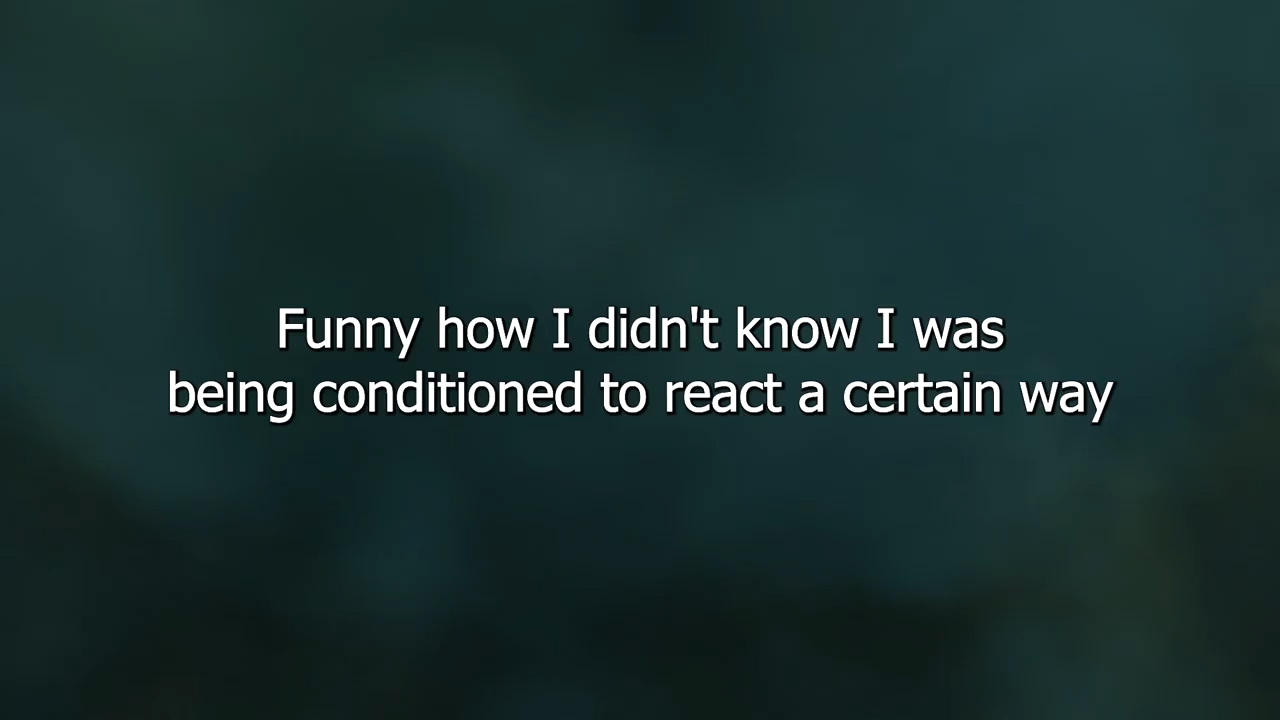 Funny how I didn't know I was
being conditioned to react a certain way